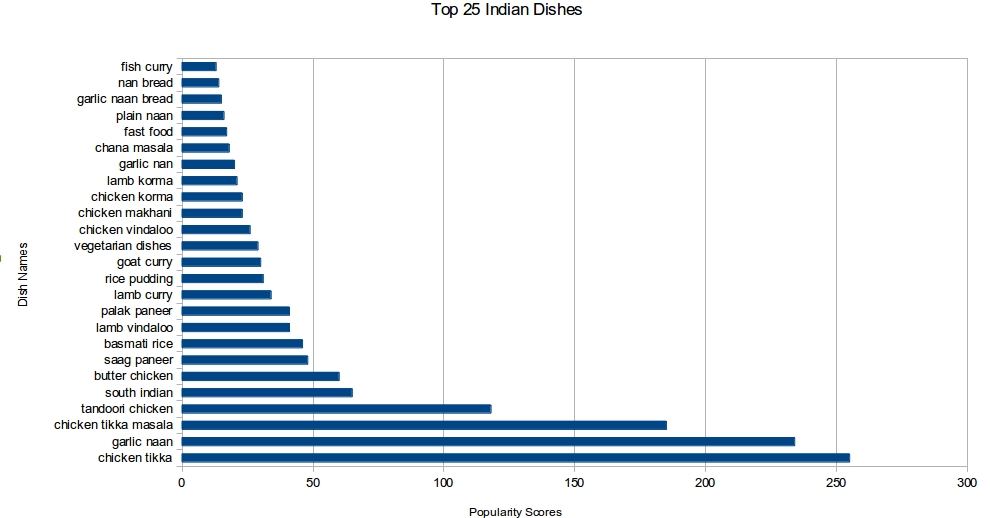 Top 25 Indian Dishes
fish curry
nan bread
garlic naan bread
plain naan
fast food
chana masala
garlic nan
lamb korma
chicken korma
chicken makhani
chicken vindaloo
vegetarian dishes
goat curry
rice pudding
lamb curry
palak paneer
lamb vindaloo
basmati rice
saag paneer
butter chicken
south indian
tandoori chicken
chicken tikka masala
garlic naan
chicken tikka
Dish Names
0 50 100 150 200 250 300
Popularity Scores